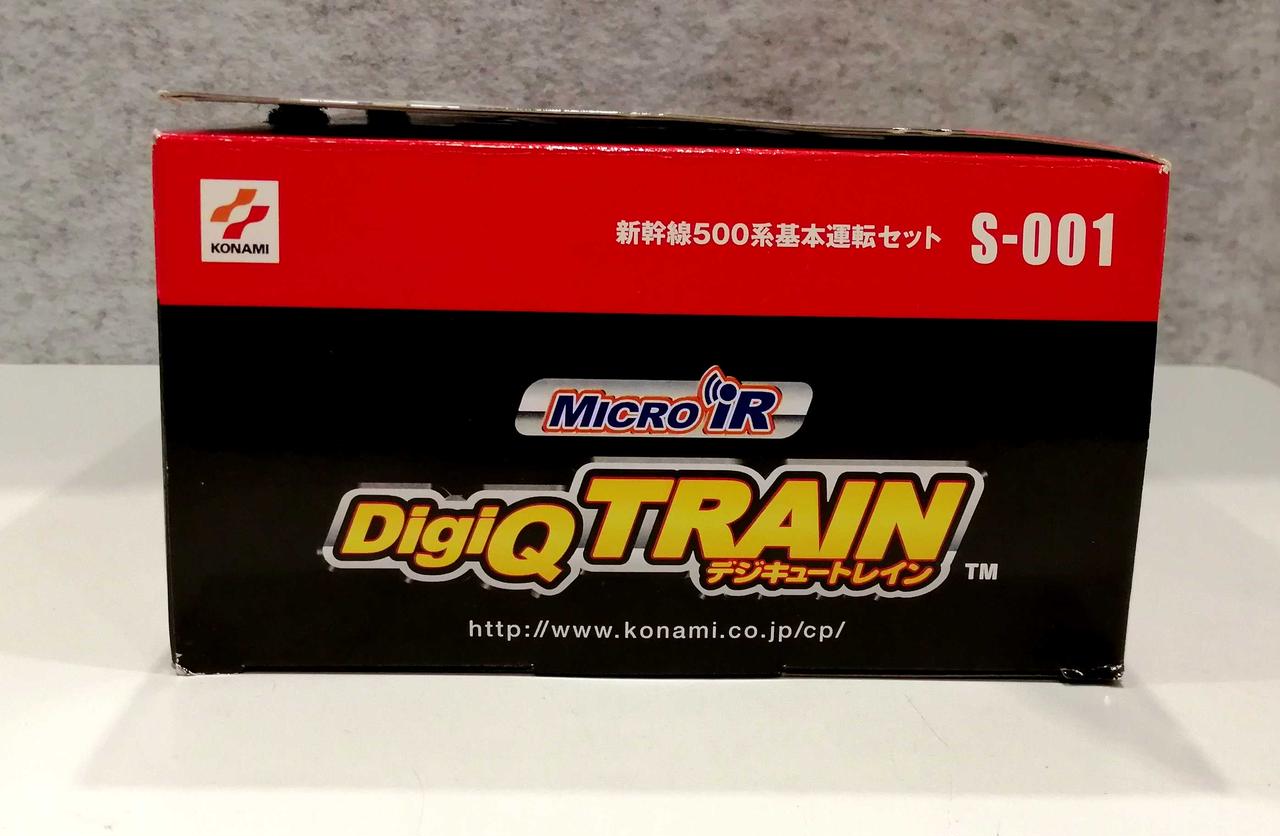 KONAMI
新幹線500系基本運転セット S-001
MICRO iR
DigiQ TRAIN
デジキュートレイン TM
http://www.konami.co.jp/cp/